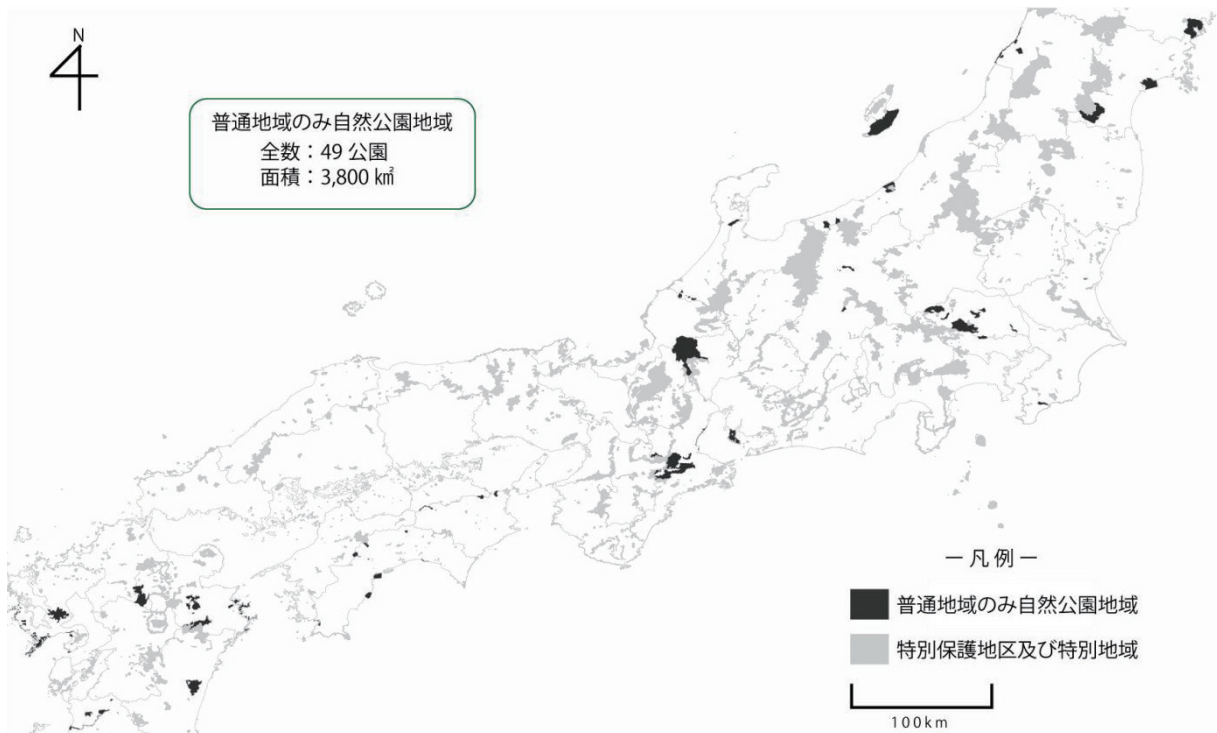 N
普通地域のみ自然公園地域
全数：49 公園
面積：3,800 ㎢
― 凡例 ―
普通地域のみ自然公園地域
特別保護地区及び特別地域
100km